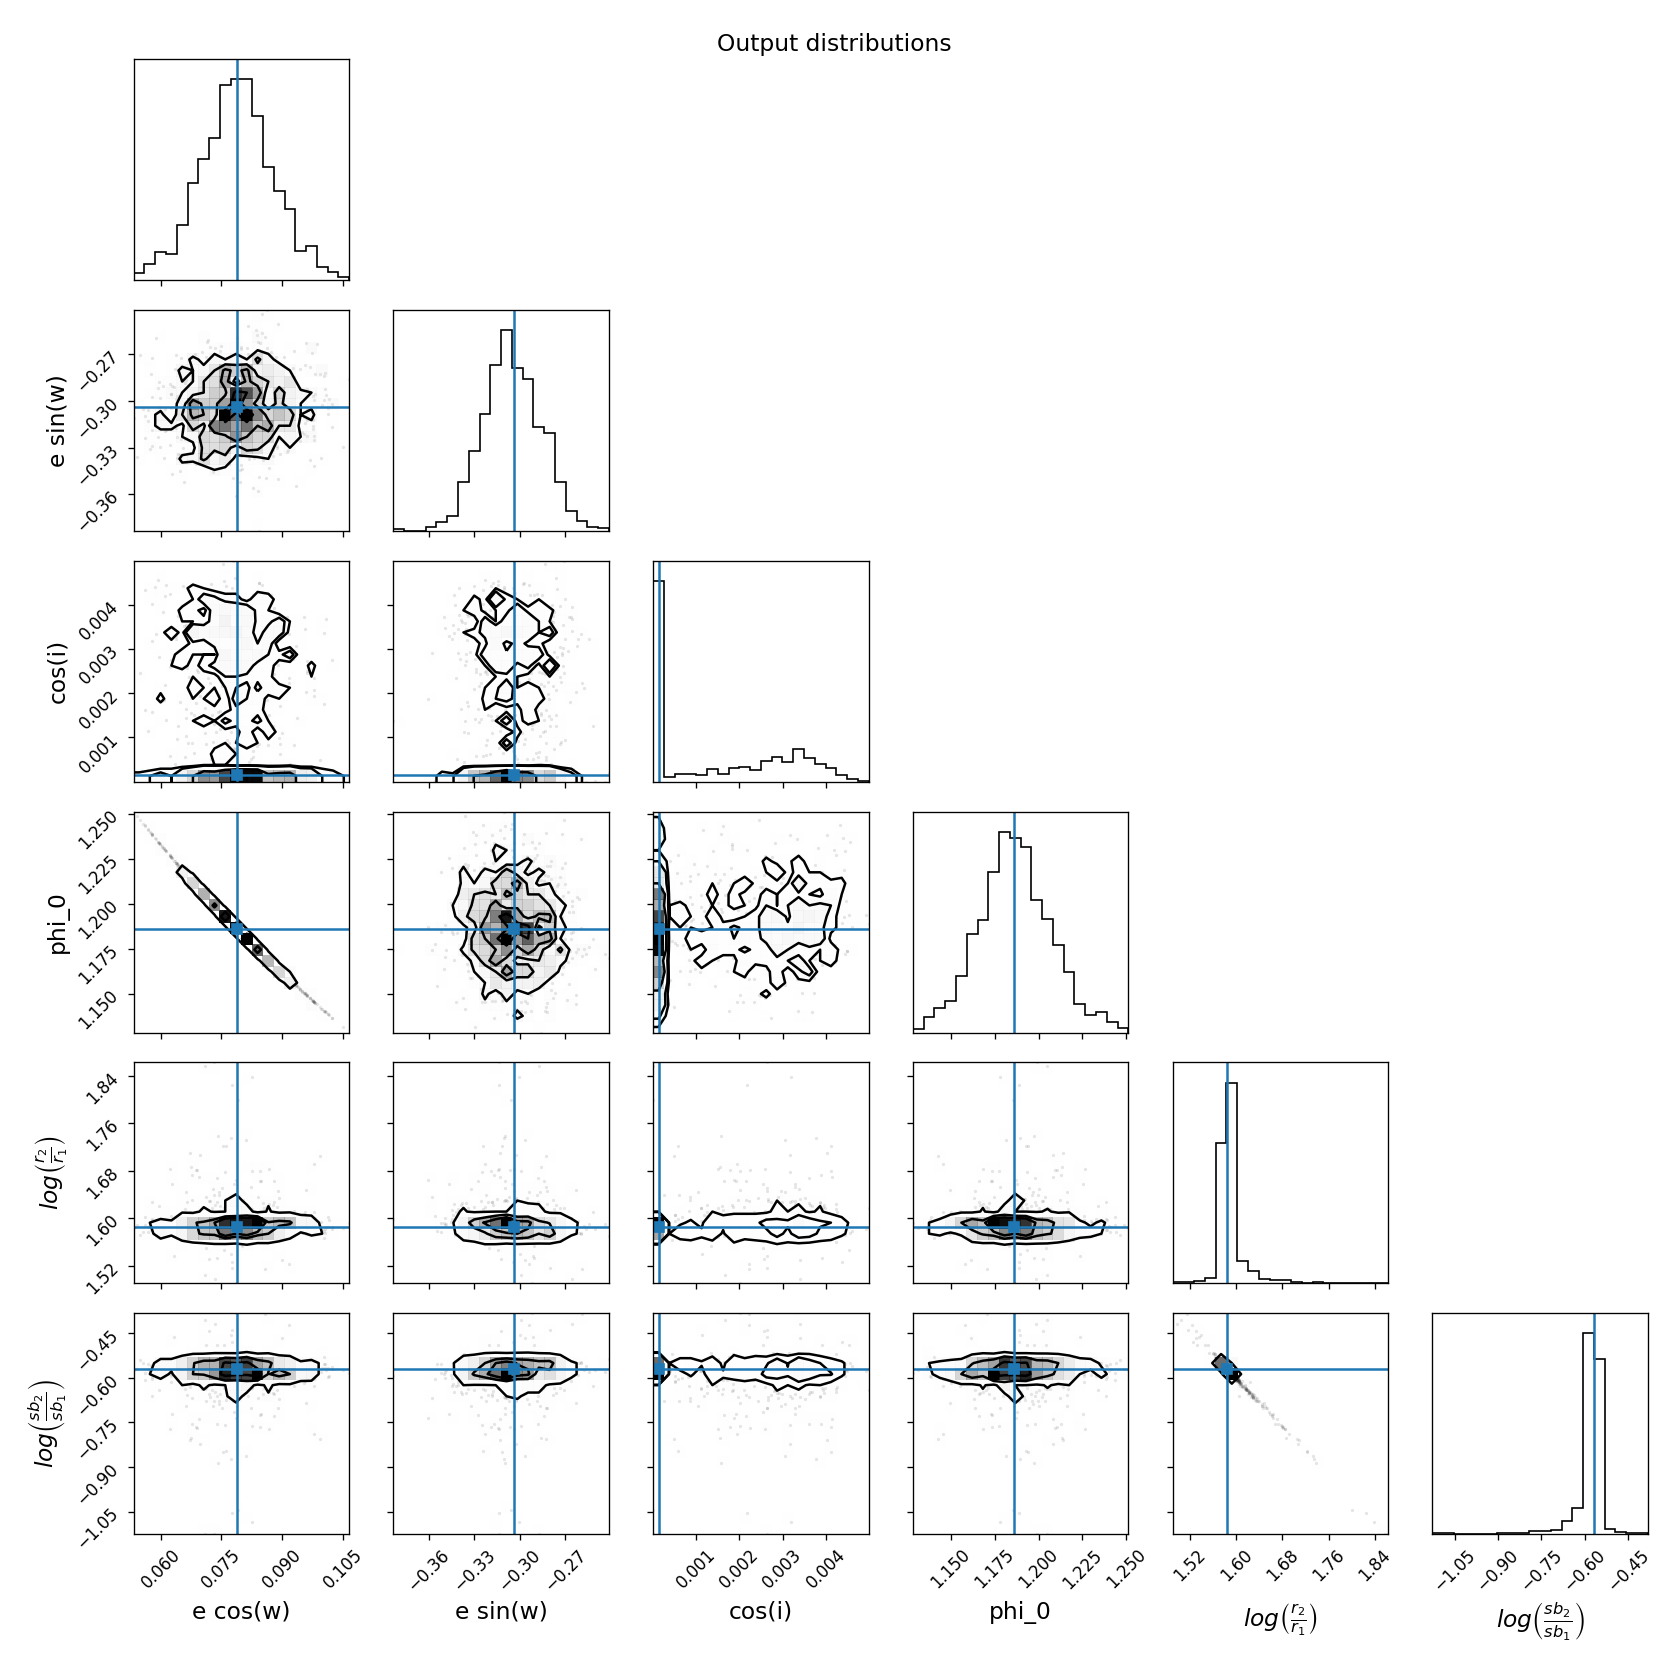 Output distributions
e sin(w)
−0.27
−0.30
−0.33
−0.36
cos(i)
0.004
0.003
0.002
0.001
phi_0
1.250
1.225
1.200
1.175
1.150
log(r₂/r₁)
1.84
1.76
1.68
1.60
1.52
log(sb₂/sb₁)
−0.45
−0.60
−0.75
−0.90
−1.05
0.060 0.075 0.090 0.105 −0.36 −0.33 −0.30 −0.27 0.001 0.002 0.003 0.004 1.150 1.175 1.200 1.225 1.250 1.52 1.60 1.68 1.76 1.84 −1.05 −0.90 −0.75 −0.60 −0.45
e cos(w) e sin(w) cos(i) phi_0 log(r₂/r₁) log(sb₂/sb₁)